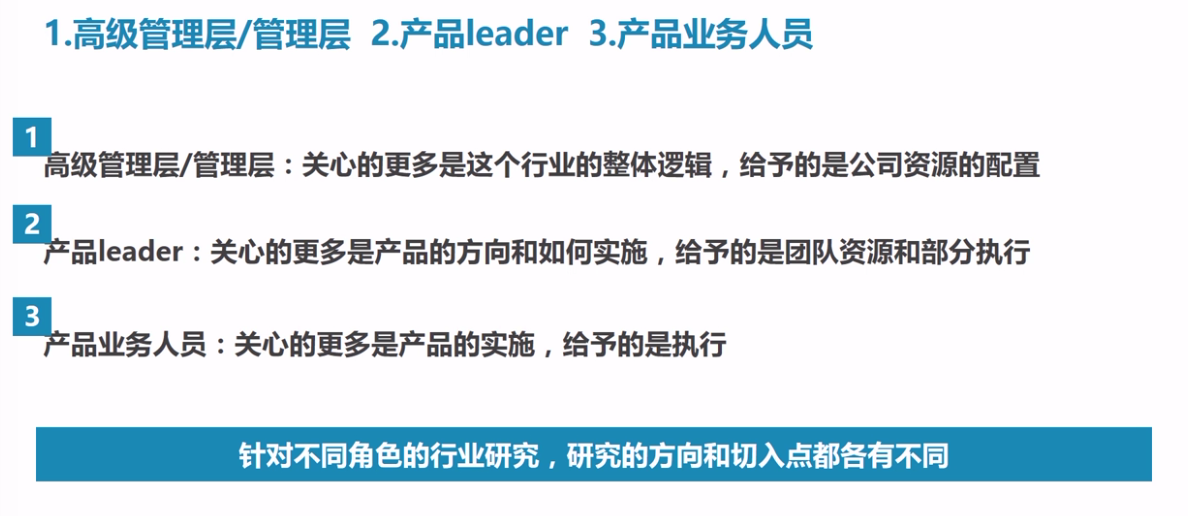 1.高级管理层/管理层 2.产品leader 3.产品业务人员
1
高级管理层/管理层：关心的更多是这个行业的整体逻辑，给予的是公司资源的配置
2
产品leader：关心的更多是产品的方向和如何实施，给予的是团队资源和部分执行
3
产品业务人员：关心的更多是产品的实施，给予的是执行
针对不同角色的行业研究，研究的方向和切入点都各有不同